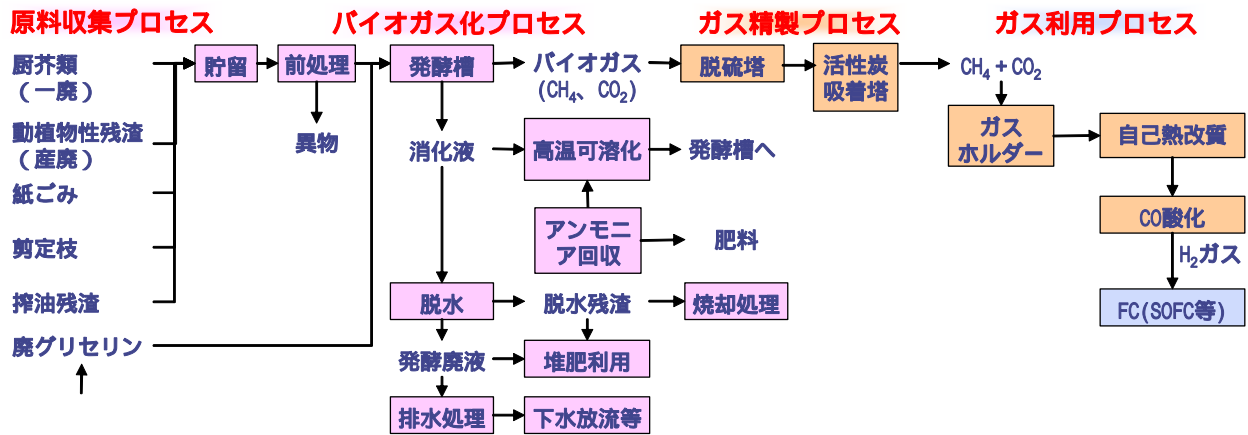 原料収集プロセス
バイオガス化プロセス
ガス精製プロセス
ガス利用プロセス
厨芥類
（一廃）
動植物性残渣
（産廃）
紙ごみ
剪定枝
搾油残渣
廃グリセリン
貯留
前処理
異物
発酵槽
バイオガス
(CH₄、CO₂)
消化液
高温可溶化
発酵槽へ
アンモニ
ア回収
肥料
脱水
脱水残渣
焼却処理
発酵廃液
堆肥利用
排水処理
下水放流等
脱硫塔
活性炭
吸着塔
CH₄＋CO₂
ガス
ホルダー
自己熱改質
CO酸化
H₂ガス
FC(SOFC等)